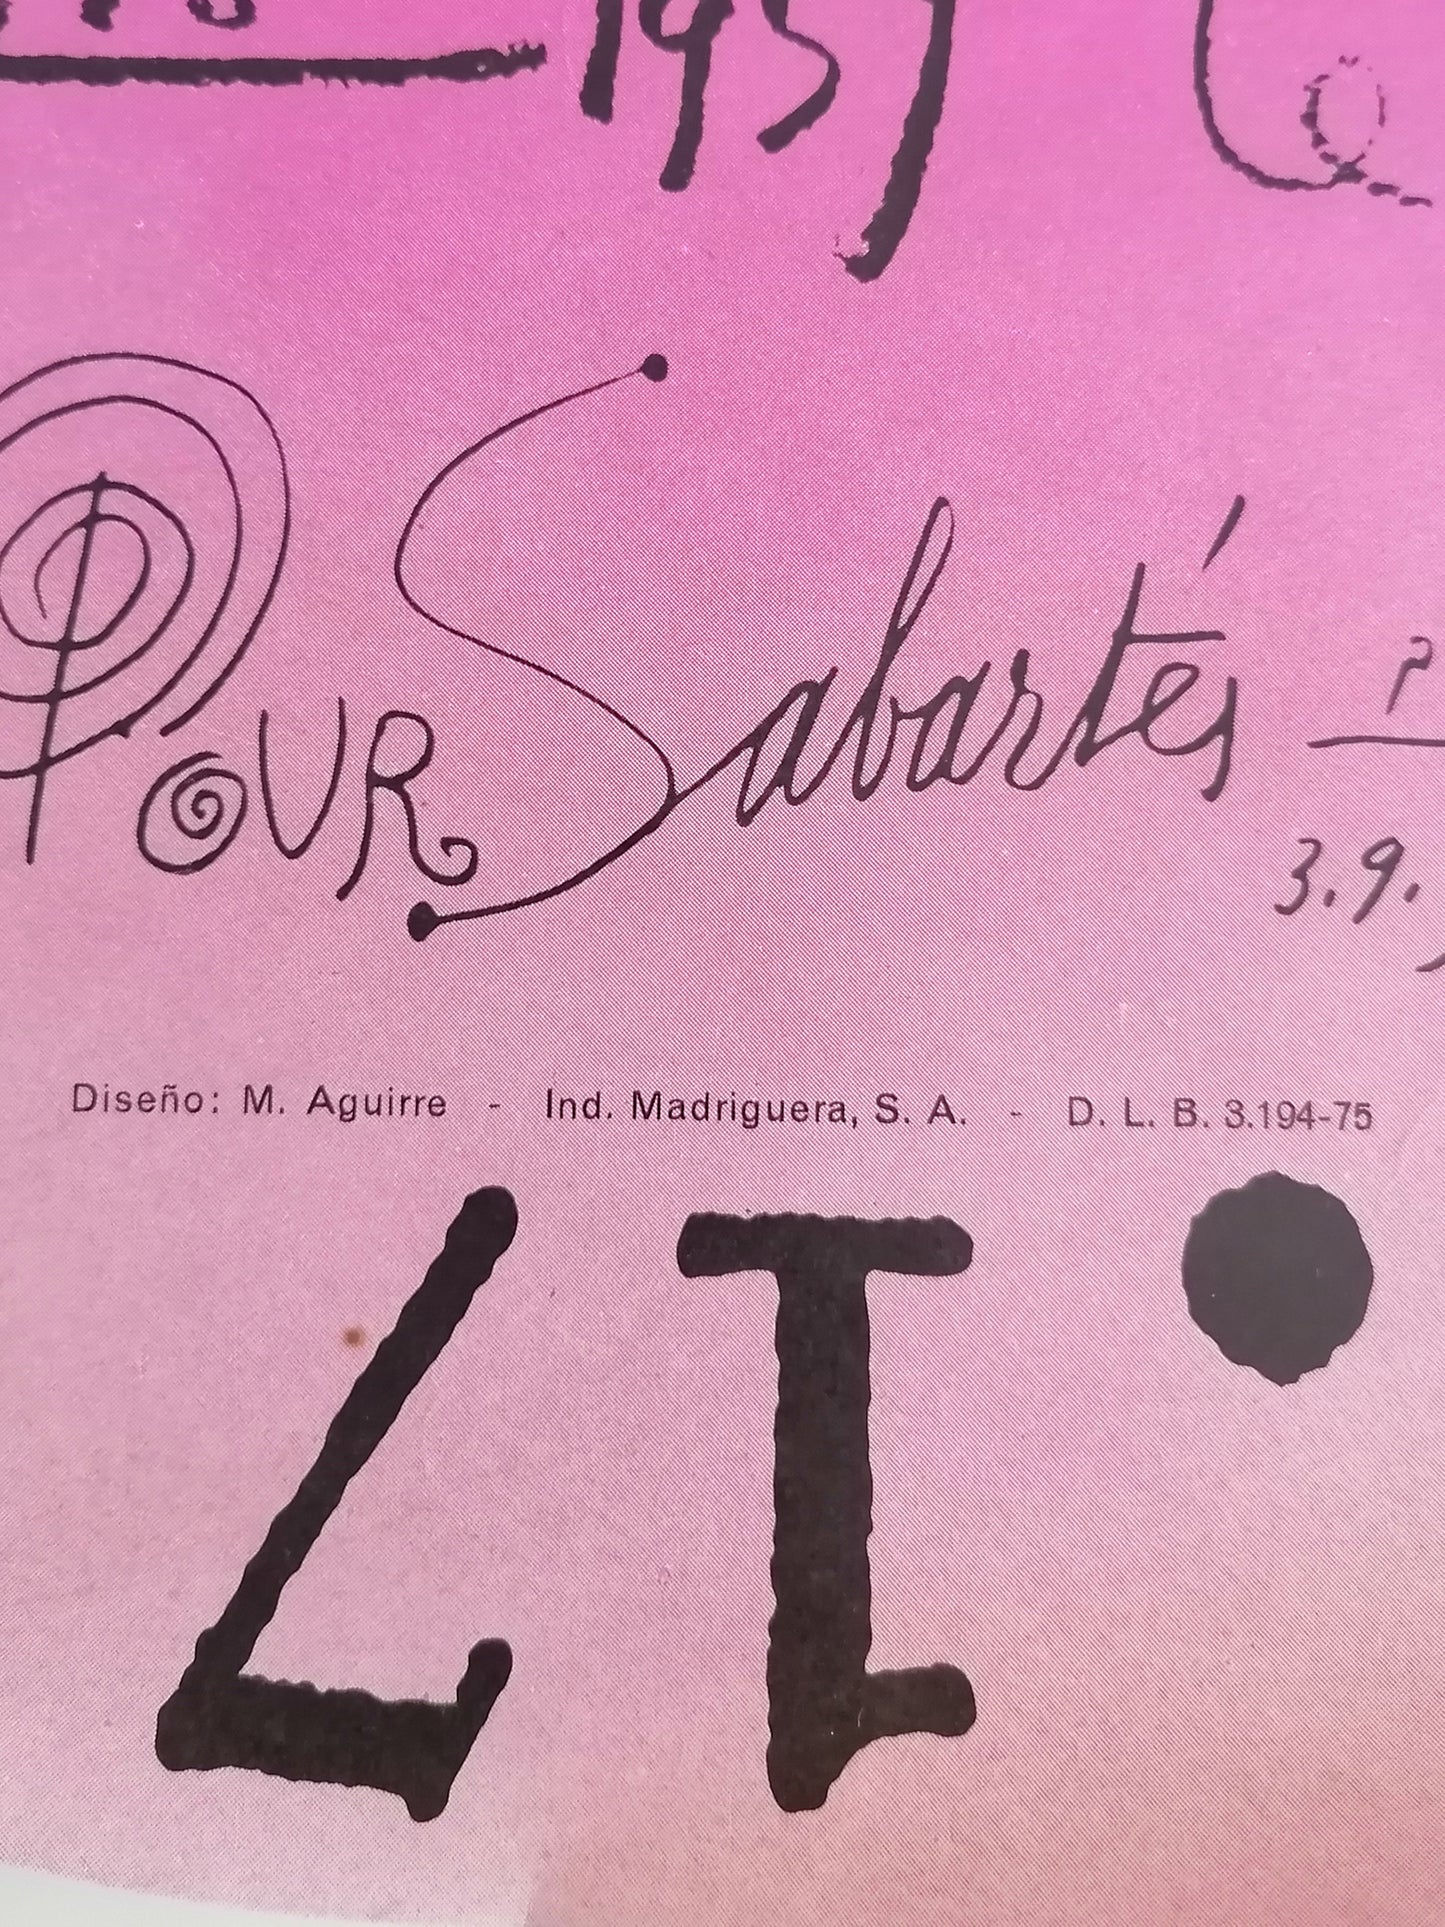 1957
POUR Sabartés
3.9.
Diseño: M. Aguirre - Ind. Madriguera, S. A. - D. L. B. 3.194-75